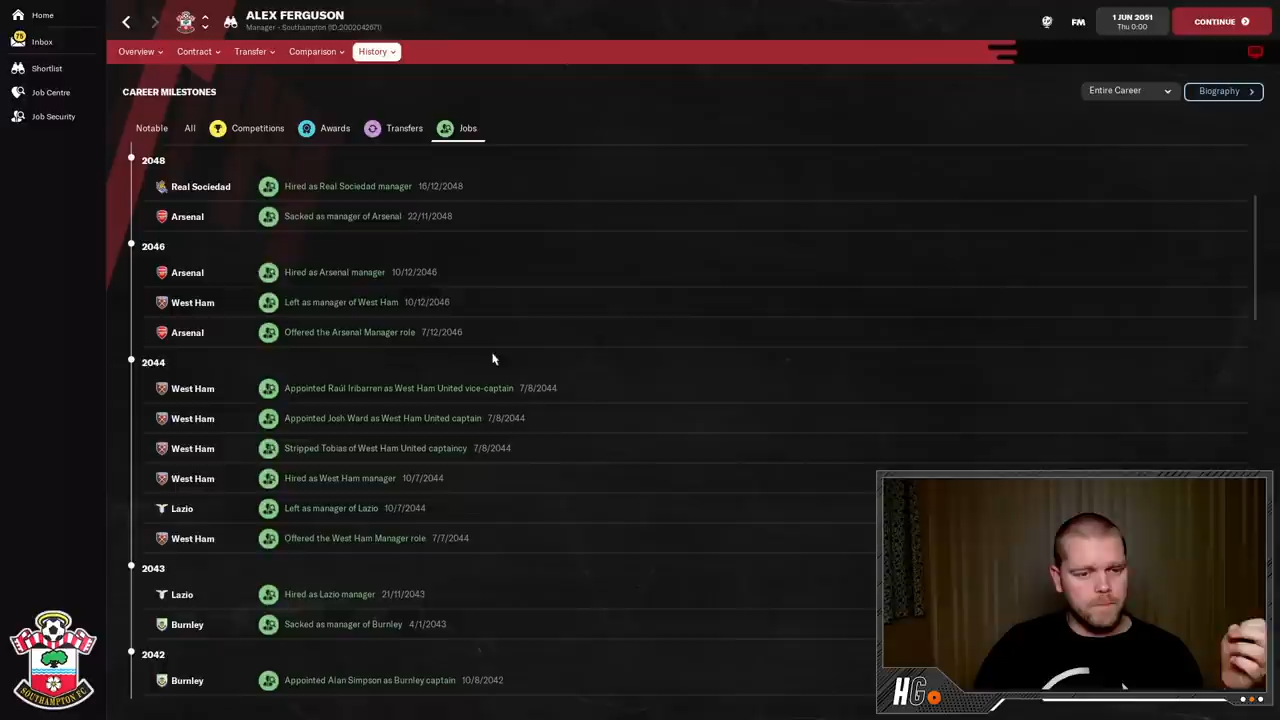 Home
75
Inbox
Shortlist
Job Centre
Job Security
ALEX FERGUSON
Manager - Southampton (ID:2002042671)
FM
1 JUN 2051
Thu 0:00
CONTINUE
Overview
Contract
Transfer
Comparison
History
CAREER MILESTONES
Entire Career
Biography
Notable
All
Competitions
Awards
Transfers
Jobs
2048
Real Sociedad Hired as Real Sociedad manager 16/12/2048
Arsenal Sacked as manager of Arsenal 22/11/2048
2046
Arsenal Hired as Arsenal manager 10/12/2046
West Ham Left as manager of West Ham 10/12/2046
Arsenal Offered the Arsenal Manager role 7/12/2046
2044
West Ham Appointed Raúl Iribarren as West Ham United vice-captain 7/8/2044
West Ham Appointed Josh Ward as West Ham United captain 7/8/2044
West Ham Stripped Tobias of West Ham United captaincy 7/8/2044
West Ham Hired as West Ham manager 10/7/2044
Lazio Left as manager of Lazio 10/7/2044
West Ham Offered the West Ham Manager role 7/7/2044
2043
Lazio Hired as Lazio manager 21/11/2043
Burnley Sacked as manager of Burnley 4/1/2043
2042
Burnley Appointed Alan Simpson as Burnley captain 10/8/2042
SOUTHAMPTON FC
HG